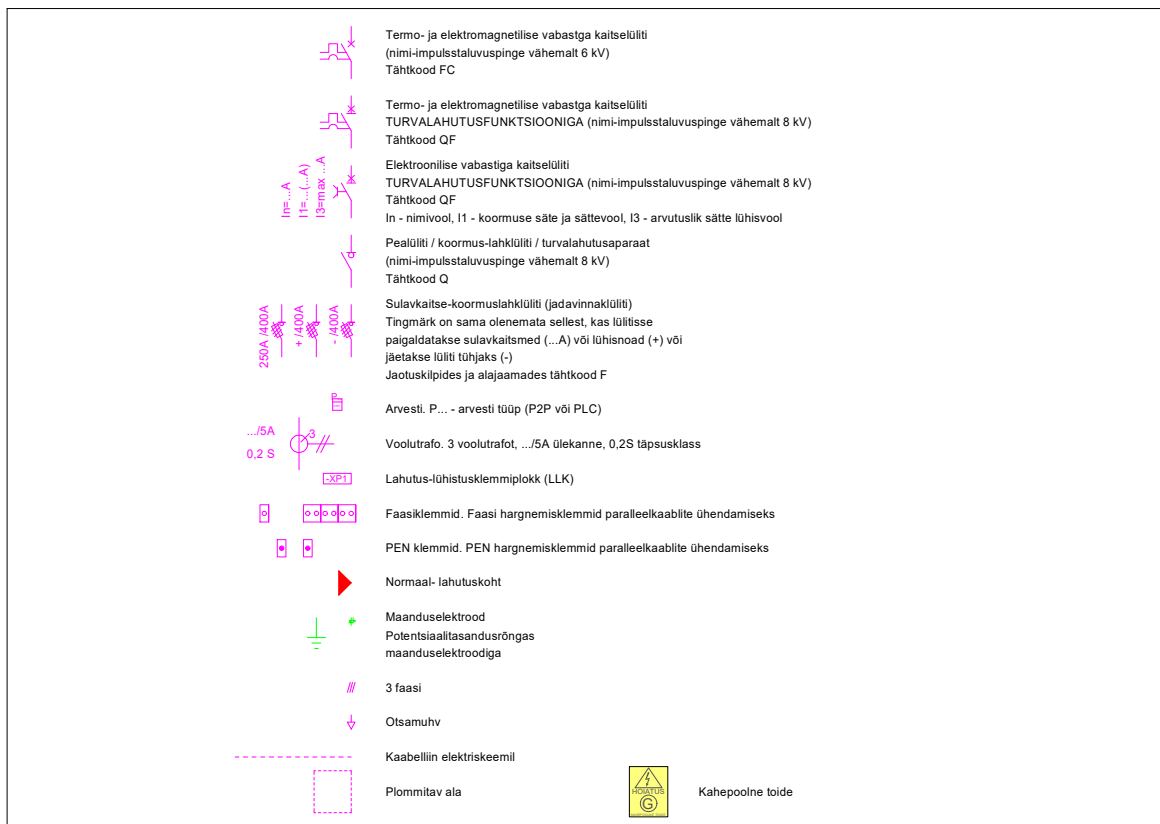 Termo- ja elektromagnetilise vabastga kaitselüliti
(nimi-impulsstaluvuspinge vähemalt 6 kV)
Tähtkood FC
Termo- ja elektromagnetilise vabastga kaitselüliti
TURVALAHUTUSFUNKTSIOONIGA (nimi-impulsstaluvuspinge vähemalt 8 kV)
Tähtkood QF
In=...A
I1=...(...A)
I3=max ...A
Elektroonilise vabastiga kaitselüliti
TURVALAHUTUSFUNKTSIOONIGA (nimi-impulsstaluvuspinge vähemalt 8 kV)
Tähtkood QF
In - nimivool, I1 - koormuse säte ja sättevool, I3 - arvutuslik sätte lühisvool
Pealüliti / koormus-lahklüliti / turvalahutusaparaat
(nimi-impulsstaluvuspinge vähemalt 8 kV)
Tähtkood Q
250A /400A
+ /400A
- /400A
Sulavkaitse-koormuslahklüliti (jadavinnaklüliti)
Tingmärk on sama olenemata sellest, kas lülitisse
paigaldatakse sulavkaitsmed (...A) või lühisnoad (+) või
jäetakse lüliti tühjaks (-)
Jaotuskilpides ja alajaamades tähtkood F
P...
Arvesti. P... - arvesti tüüp (P2P või PLC)
.../5A
0,2 S
3
Voolutrafo. 3 voolutrafot, .../5A ülekanne, 0,2S täpsusklass
-XP1
Lahutus-lühistusklemmiplokk (LLK)
Faasiklemmid. Faasi hargnemisklemmid paralleelkaablite ühendamiseks
PEN klemmid. PEN hargnemisklemmid paralleelkaablite ühendamiseks
Normaal- lahutuskoht
Maanduselektrood
Potentsiaalitasandusrõngas
maanduselektroodiga
3 faasi
Otsamuhv
Kaabelliin elektriskeemil
Plommitav ala
HOIATUS
G
Kahepoolne toide